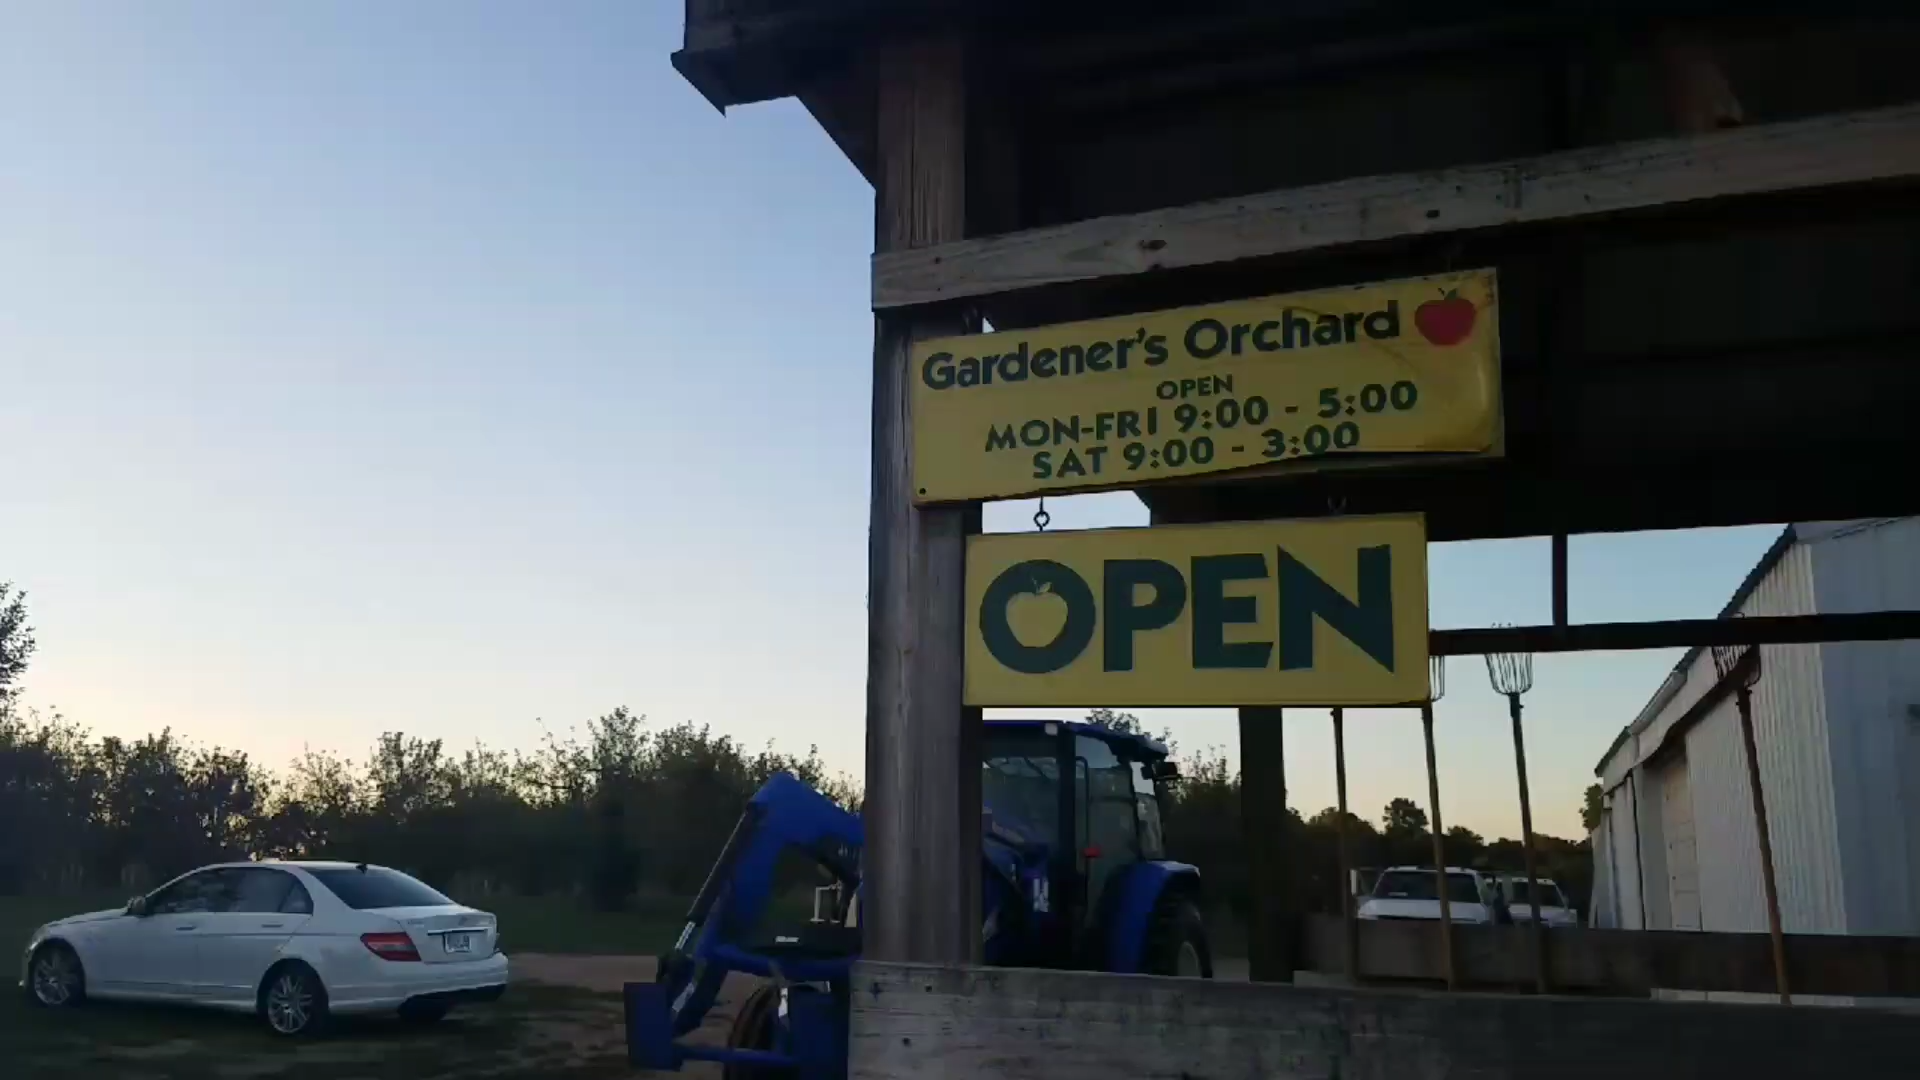 Gardener's Orchard
OPEN
MON-FRI 9:00 - 5:00
SAT 9:00 - 3:00
OPEN